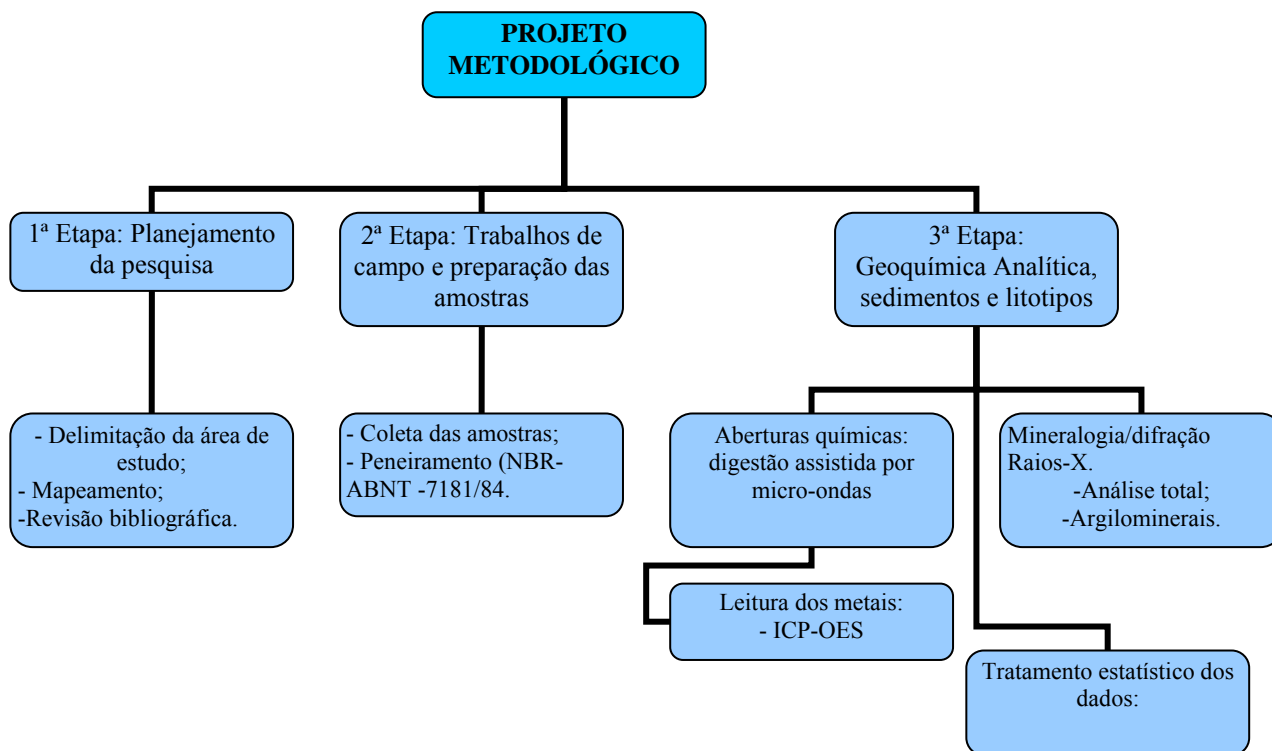 PROJETO
METODOLÓGICO
1ª Etapa: Planejamento
da pesquisa
2ª Etapa: Trabalhos de
campo e preparação das
amostras
3ª Etapa:
Geoquímica Analítica,
sedimentos e litotipos
- Delimitação da área de
estudo;
- Mapeamento;
-Revisão bibliográfica.
- Coleta das amostras;
- Peneiramento (NBR-
ABNT -7181/84.
Aberturas químicas:
digestão assistida por
micro-ondas
Mineralogia/difração
Raios-X.
-Análise total;
-Argilominerais.
Leitura dos metais:
- ICP-OES
Tratamento estatístico dos
dados: